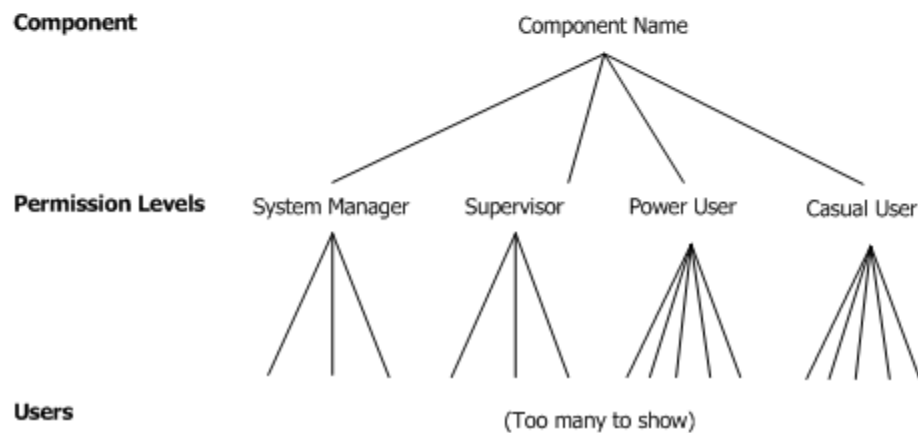 Component
Component Name
Permission Levels
System Manager
Supervisor
Power User
Casual User
Users
(Too many to show)